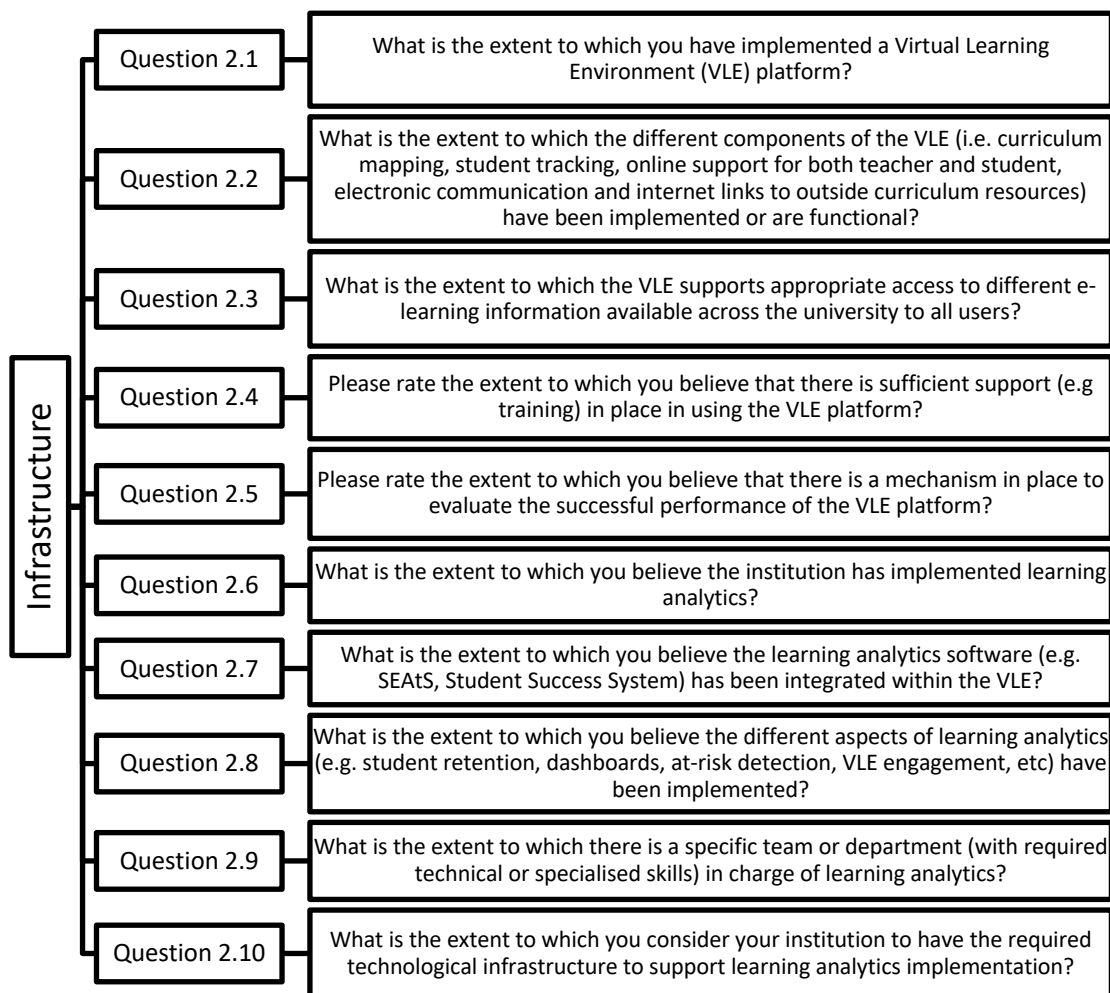 Infrastructure
Question 2.1
What is the extent to which you have implemented a Virtual Learning
Environment (VLE) platform?
Question 2.2
What is the extent to which the different components of the VLE (i.e. curriculum
mapping, student tracking, online support for both teacher and student,
electronic communication and internet links to outside curriculum resources)
have been implemented or are functional?
Question 2.3
What is the extent to which the VLE supports appropriate access to different e-
learning information available across the university to all users?
Question 2.4
Please rate the extent to which you believe that there is sufficient support (e.g
training) in place in using the VLE platform?
Question 2.5
Please rate the extent to which you believe that there is a mechanism in place to
evaluate the successful performance of the VLE platform?
Question 2.6
What is the extent to which you believe the institution has implemented learning
analytics?
Question 2.7
What is the extent to which you believe the learning analytics software (e.g.
SEAtS, Student Success System) has been integrated within the VLE?
Question 2.8
What is the extent to which you believe the different aspects of learning analytics
(e.g. student retention, dashboards, at-risk detection, VLE engagement, etc) have
been implemented?
Question 2.9
What is the extent to which there is a specific team or department (with required
technical or specialised skills) in charge of learning analytics?
Question 2.10
What is the extent to which you consider your institution to have the required
technological infrastructure to support learning analytics implementation?